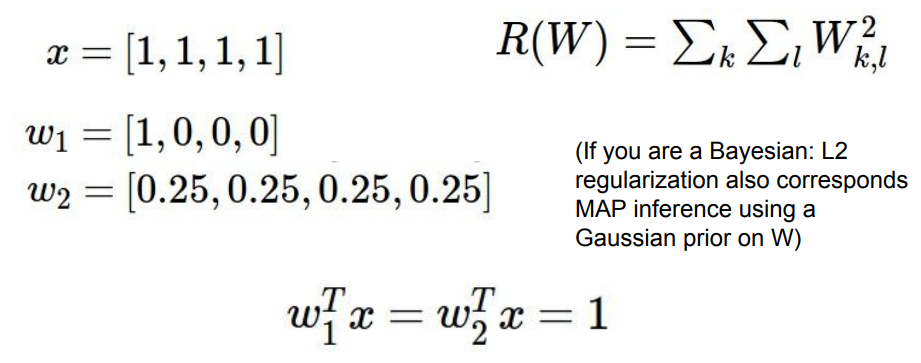 x = [1, 1, 1, 1]
R(W) = ∑_k ∑_l W_{k,l}^2
w_1 = [1, 0, 0, 0]
w_2 = [0.25, 0.25, 0.25, 0.25]
(If you are a Bayesian: L2
regularization also corresponds
MAP inference using a
Gaussian prior on W)
w_1^T x = w_2^T x = 1